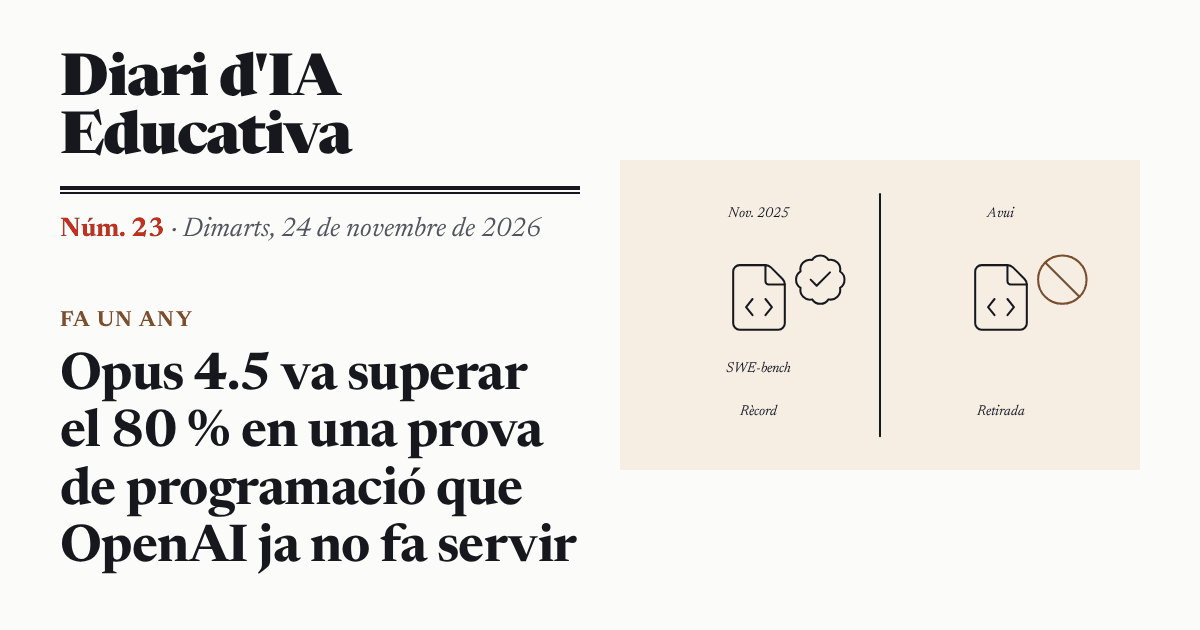 Diari d'IA
Educativa
Núm. 23 · Dimarts, 24 de novembre de 2026
FA UN ANY
Opus 4.5 va superar
el 80 % en una prova
de programació que
OpenAI ja no fa servir
Nov. 2025
SWE-bench
Rècord
Avui
Retirada